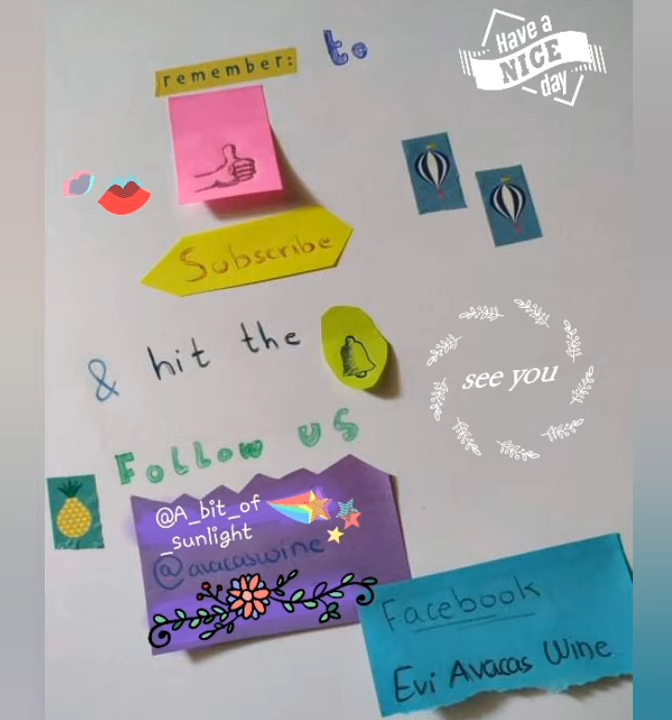 remember: to
Have a
NICE
day
Subscribe
& hit the
see you
Follow us
@A_bit_of
_sunlight
@avacaswine
Facebook
Evi Avacas Wine